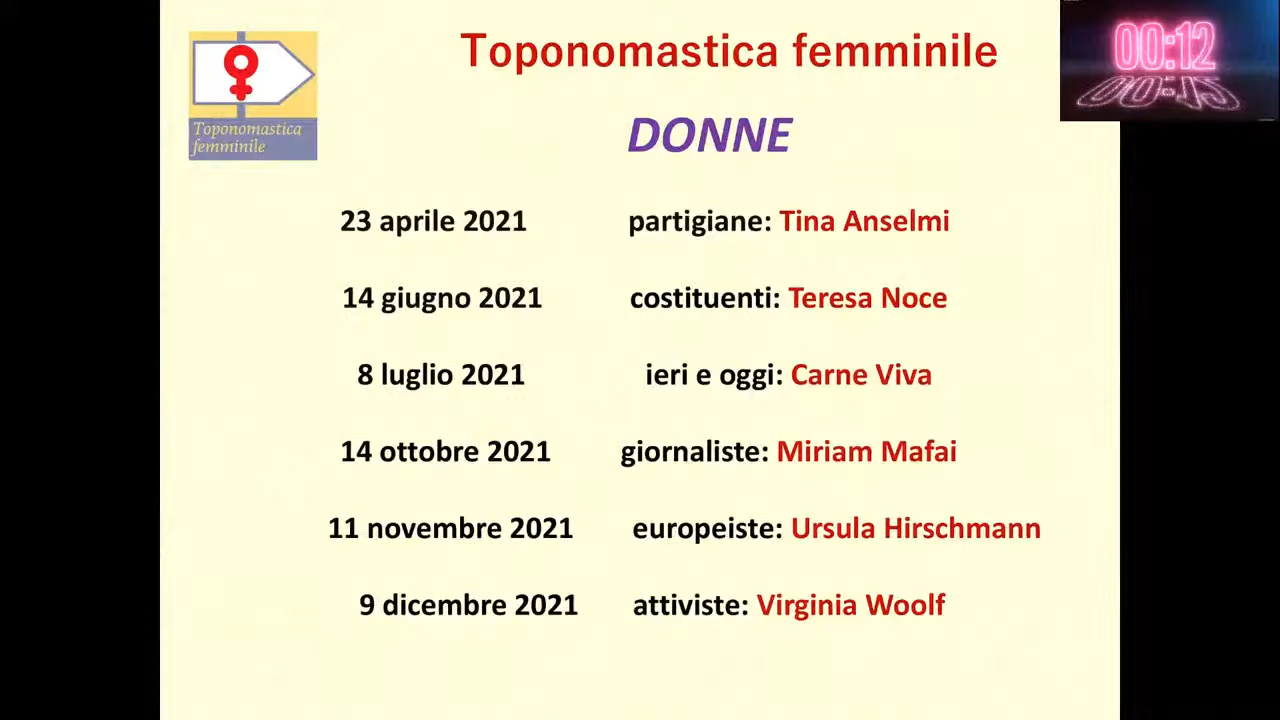 Toponomastica femminile
00:12
Toponomastica
femminile
DONNE
23 aprile 2021 partigiane: Tina Anselmi
14 giugno 2021 costituenti: Teresa Noce
8 luglio 2021 ieri e oggi: Carne Viva
14 ottobre 2021 giornaliste: Miriam Mafai
11 novembre 2021 europeiste: Ursula Hirschmann
9 dicembre 2021 attiviste: Virginia Woolf